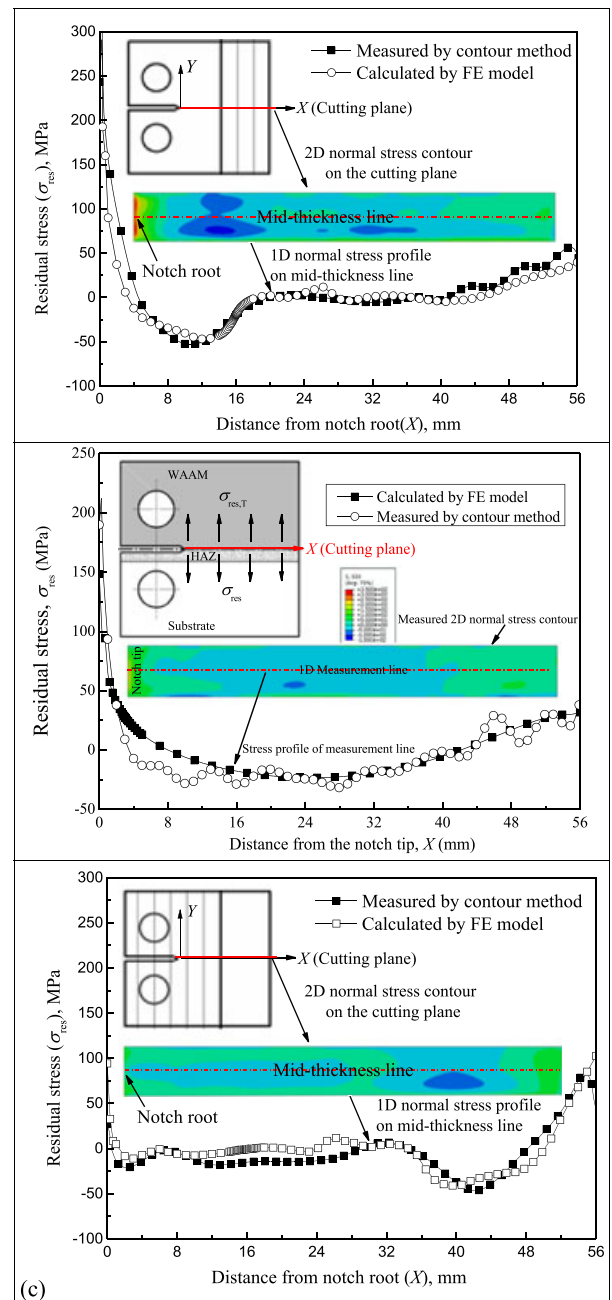 300
Measured by contour method
250
Y
Calculated by FE model
200
X (Cutting plane)
150
2D normal stress contour
on the cutting plane
100
Mid-thickness line
50
1D normal stress profile
on mid-thickness line
Notch root
0
-50
-100
0 8 16 24 32 40 48 56
Residual stress (σres), MPa
Distance from notch root(X), mm
250
WAAM
200
σres,T
Calculated by FE model
Measured by contour method
150
X (Cutting plane)
HAZ
σres
100
Substrate
Measured 2D normal stress contour
Notch tip
1D Measurement line
50
0
Stress profile of measurement line
-50
0 8 16 24 32 40 48 56
Residual stress, σres (MPa)
Distance from the notch tip, X (mm)
300
Measured by contour method
250
Y
Calculated by FE model
X (Cutting plane)
200
2D normal stress contour
on the cutting plane
150
100
Mid-thickness line
50
Notch root
1D normal stress profile
on mid-thickness line
0
-50
-100
0 8 16 24 32 40 48 56
Residual stress (σres), MPa
Distance from notch root (X), mm
(c)